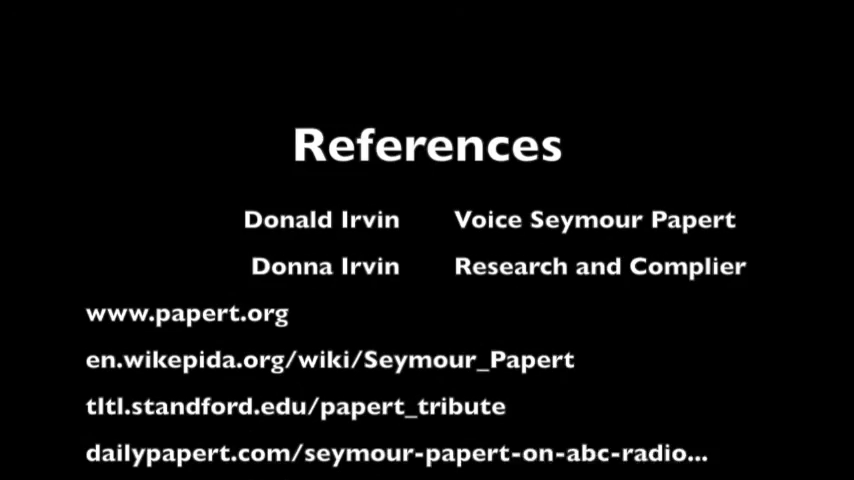 References
Donald Irvin Voice Seymour Papert
Donna Irvin Research and Complier
www.papert.org
en.wikepida.org/wiki/Seymour_Papert
tltl.standford.edu/papert_tribute
dailypapert.com/seymour-papert-on-abc-radio...